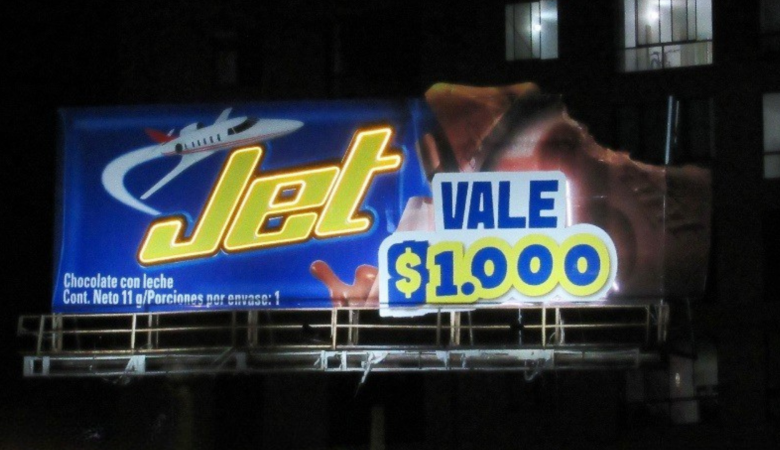 Jet
VALE
$1.000
Chocolate con leche
Cont. Neto 11 g/Porciones por envase: 1